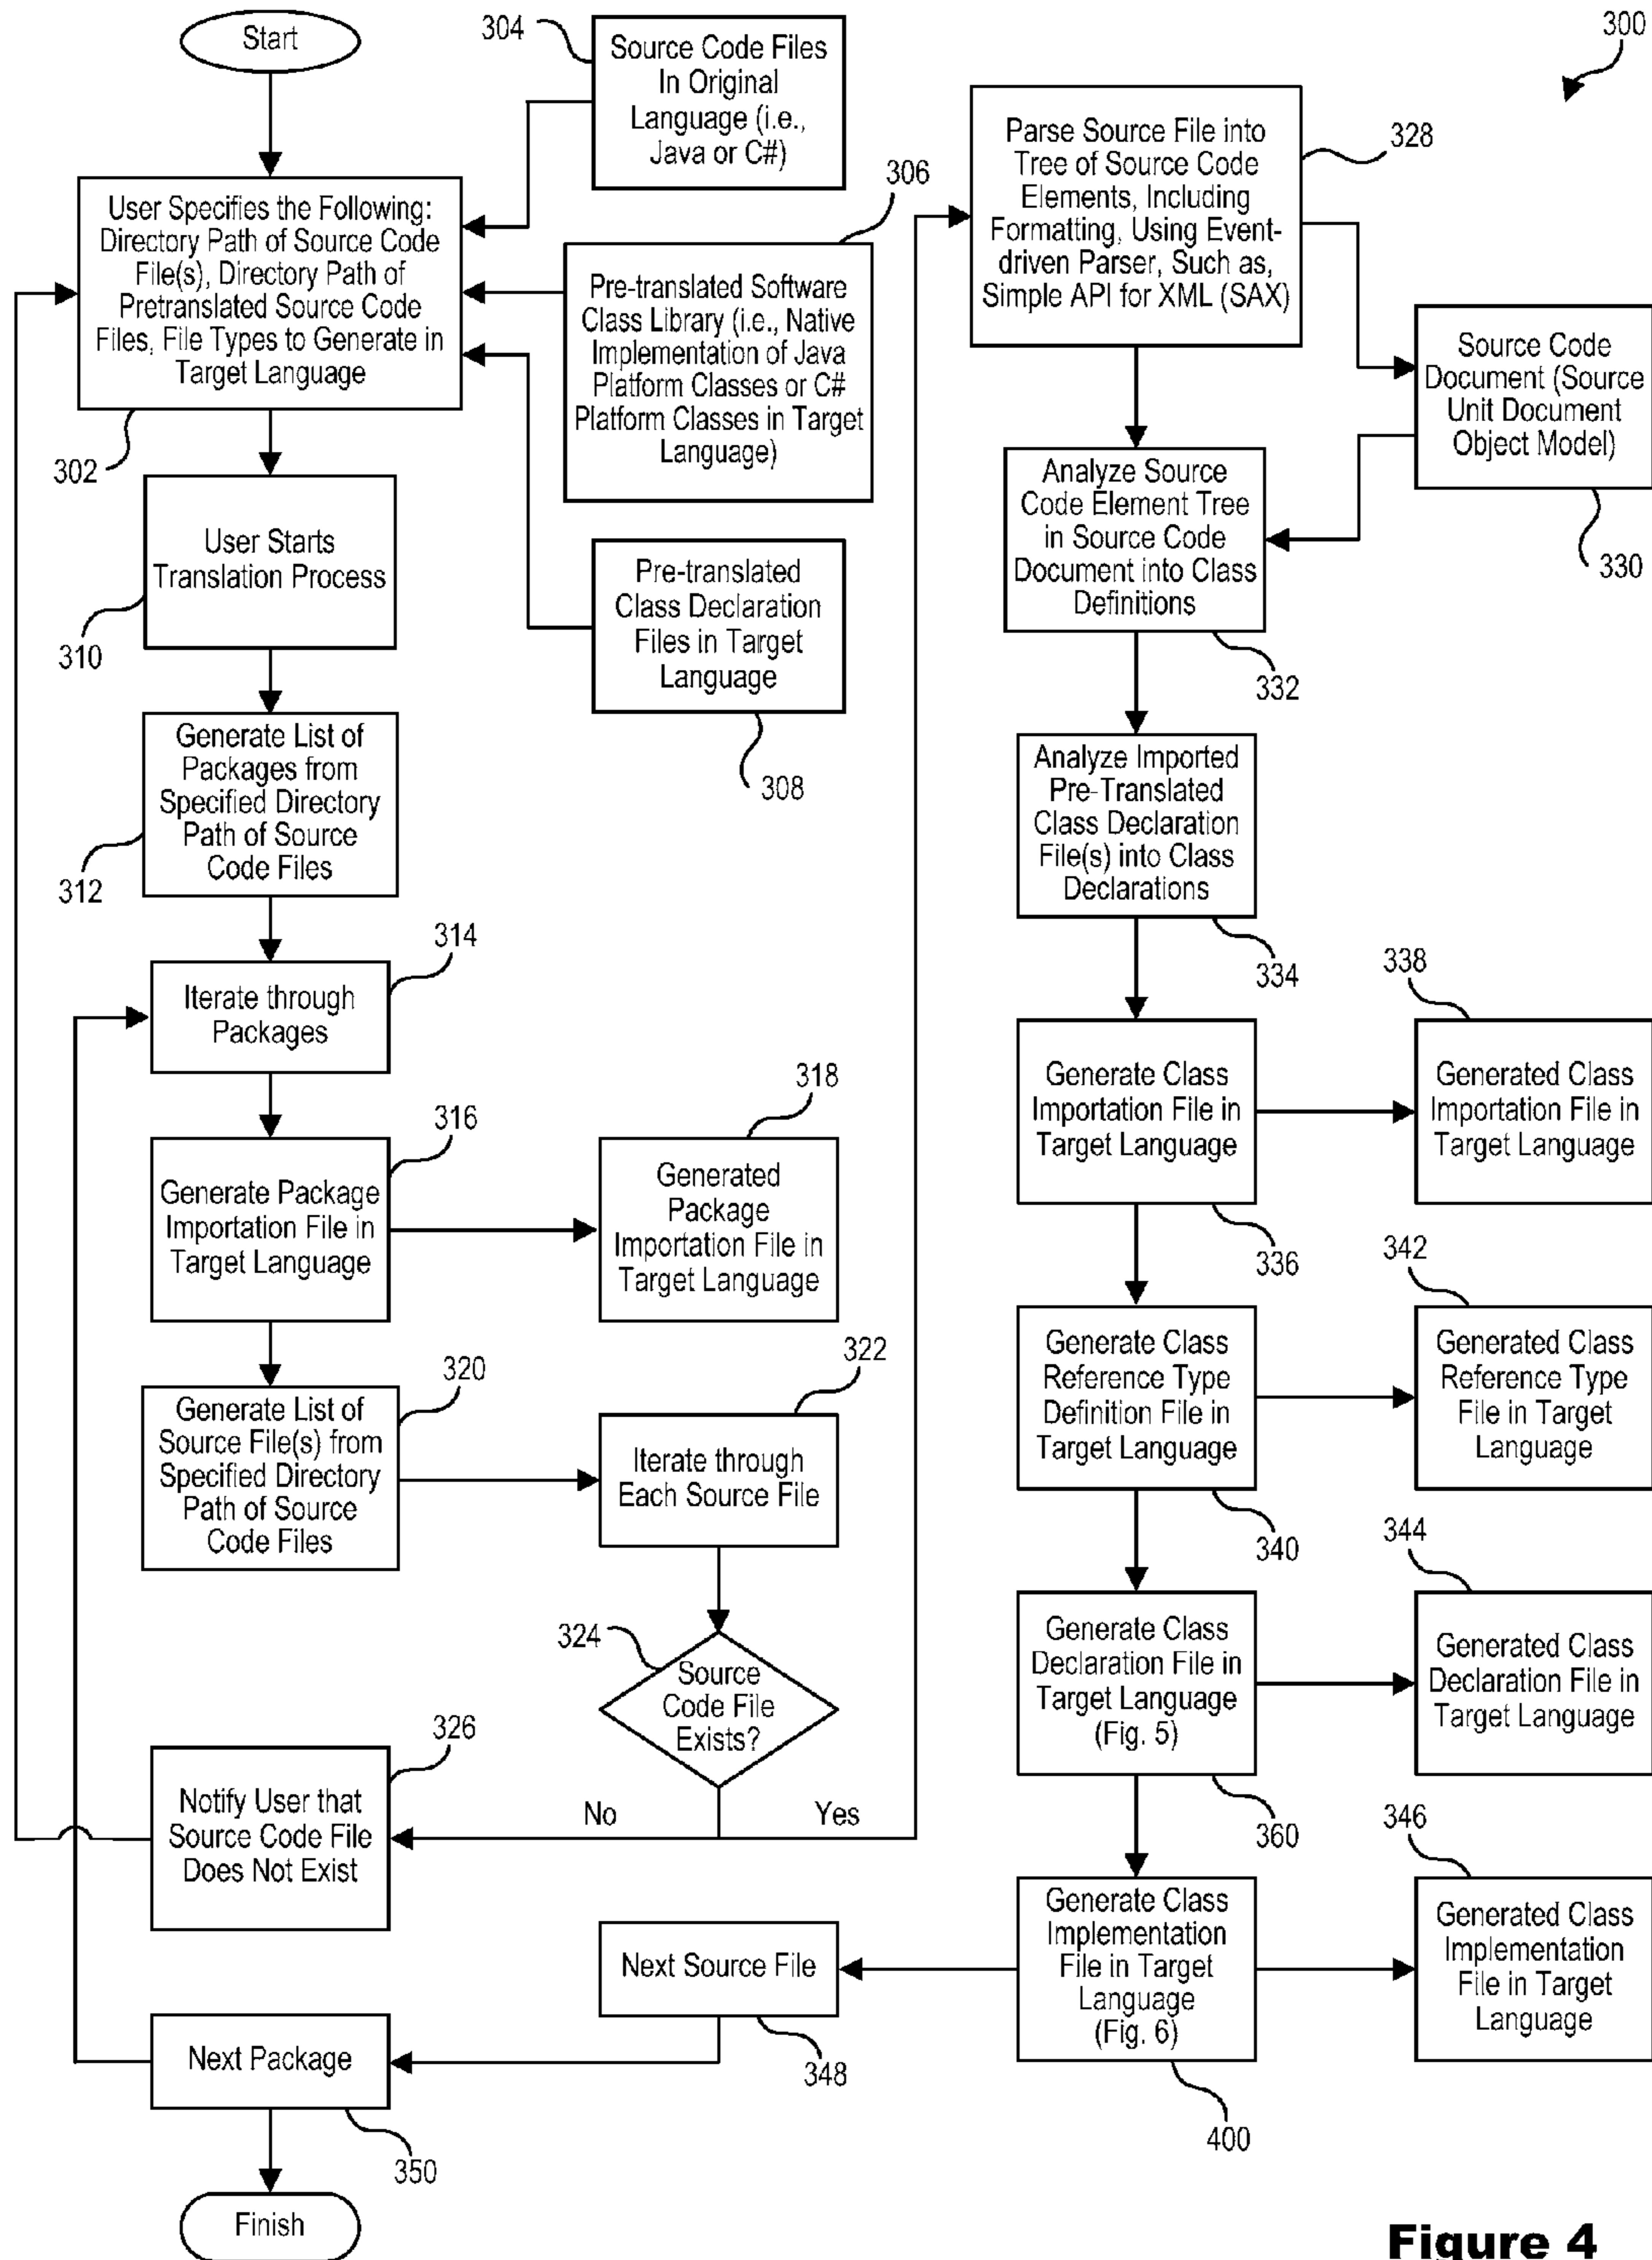 Start
304
Source Code Files
In Original
Language (i.e.,
Java or C#)
300
User Specifies the Following:
Directory Path of Source Code
File(s), Directory Path of
Pretranslated Source Code
Files, File Types to Generate in
Target Language
302
306
Pre-translated Software
Class Library (i.e., Native
Implementation of Java
Platform Classes or C#
Platform Classes in Target
Language)
Pre-translated
Class Declaration
Files in Target
Language
308
User Starts
Translation Process
310
Generate List of
Packages from
Specified Directory
Path of Source
Code Files
312
314
Iterate through
Packages
316
Generate Package
Importation File in
Target Language
318
Generated
Package
Importation File in
Target Language
320
Generate List of
Source File(s) from
Specified Directory
Path of Source
Code Files
322
Iterate through
Each Source File
324
Source
Code File
Exists?
No
Yes
326
Notify User that
Source Code File
Does Not Exist
Parse Source File into
Tree of Source Code
Elements, Including
Formatting, Using Event-
driven Parser, Such as,
Simple API for XML (SAX)
328
Source Code
Document (Source
Unit Document
Object Model)
330
Analyze Source
Code Element Tree
in Source Code
Document into Class
Definitions
332
Analyze Imported
Pre-Translated
Class Declaration
File(s) into Class
Declarations
334
Generate Class
Importation File in
Target Language
336
338
Generated Class
Importation File in
Target Language
Generate Class
Reference Type
Definition File in
Target Language
340
342
Generated Class
Reference Type
File in Target
Language
Generate Class
Declaration File in
Target Language
(Fig. 5)
360
344
Generated Class
Declaration File in
Target Language
Generate Class
Implementation
File in Target
Language
(Fig. 6)
400
346
Generated Class
Implementation
File in Target
Language
Next Source File
348
Next Package
350
Finish
Figure 4